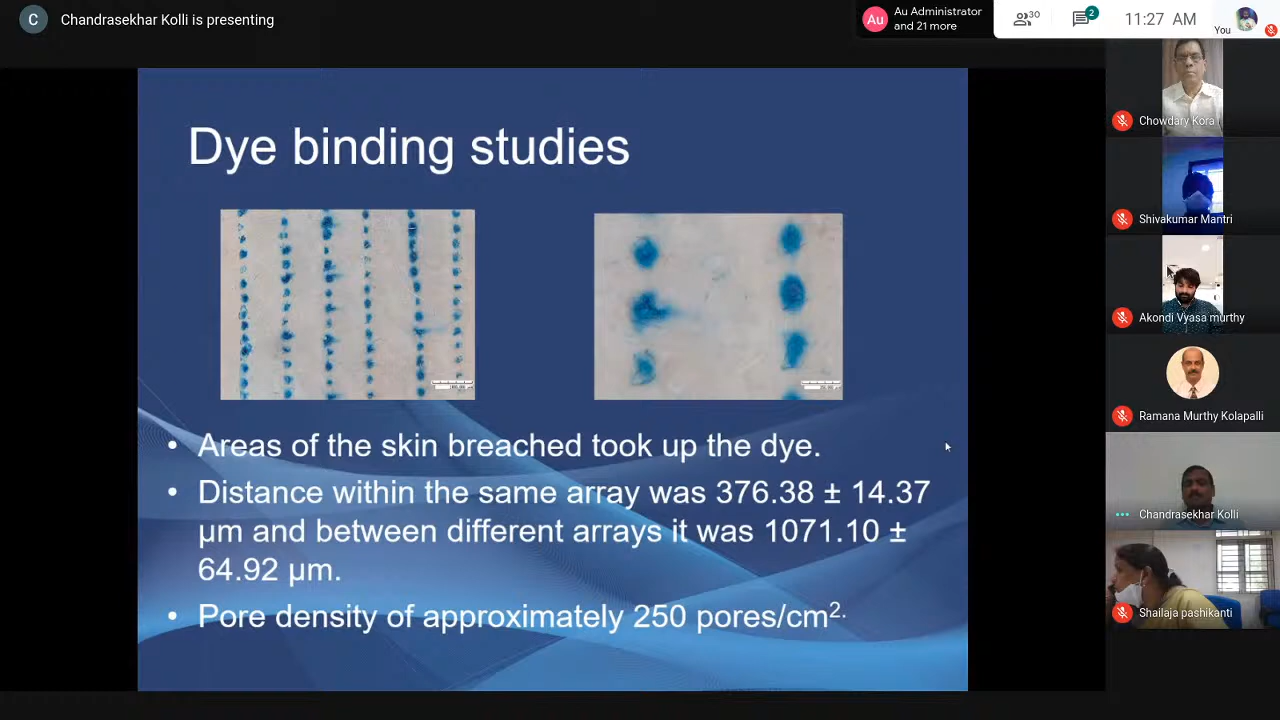 C
Chandrasekhar Kolli is presenting
Au
Au Administrator
and 21 more
30
2
11:27 AM
You
Dye binding studies
• Areas of the skin breached took up the dye.
• Distance within the same array was 376.38 ± 14.37
µm and between different arrays it was 1071.10 ±
64.92 µm.
• Pore density of approximately 250 pores/cm2.
Chowdary Kora
Shivakumar Mantri
Akondi Vyasa murthy
Ramana Murthy Kolapalli
Chandrasekhar Kolli
Shailaja pashikanti